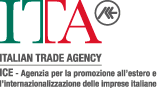 ITA
ITALIAN TRADE AGENCY
ICE - Agenzia per la promozione all'estero e
l'internazionalizzazione delle imprese italiane